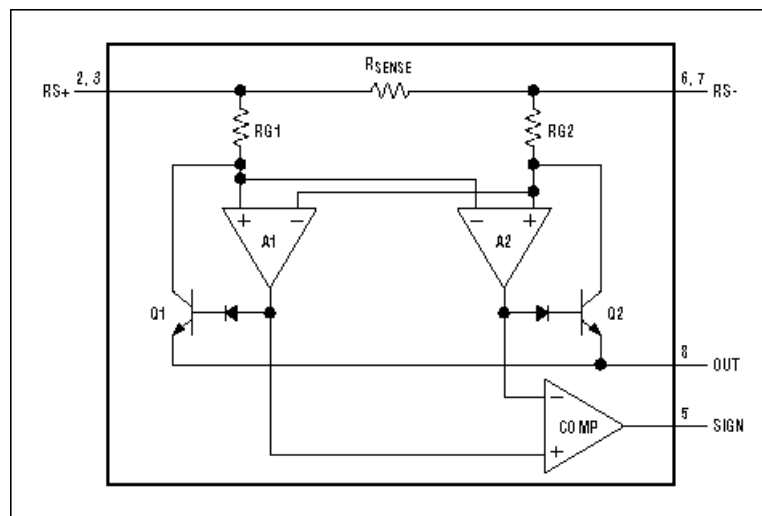 RSENSE
RS+ 2, 3
6, 7 RS-
RG1
RG2
+ − − +
A1
A2
Q1
Q2
8 OUT
−
COMP
5 SIGN
+